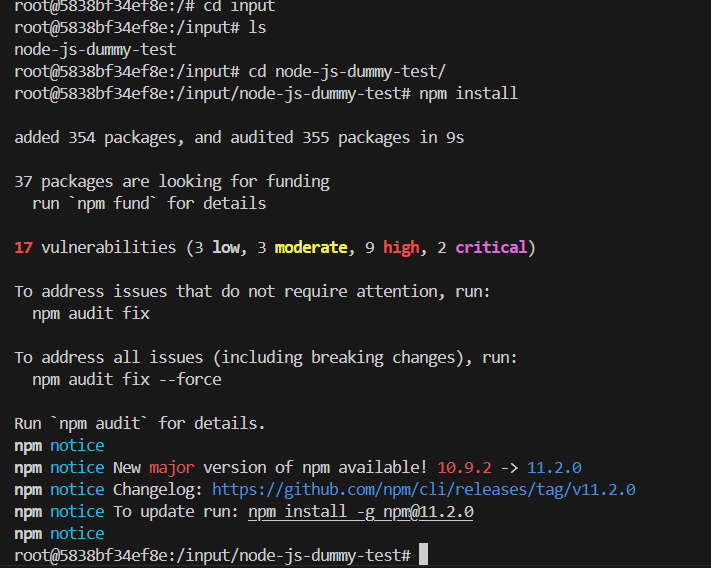 root@5838bf34ef8e:/# cd input
root@5838bf34ef8e:/input# ls
node-js-dummy-test
root@5838bf34ef8e:/input# cd node-js-dummy-test/
root@5838bf34ef8e:/input/node-js-dummy-test# npm install
added 354 packages, and audited 355 packages in 9s
37 packages are looking for funding
  run `npm fund` for details
17 vulnerabilities (3 low, 3 moderate, 9 high, 2 critical)
To address issues that do not require attention, run:
  npm audit fix
To address all issues (including breaking changes), run:
  npm audit fix --force
Run `npm audit` for details.
npm notice
npm notice New major version of npm available! 10.9.2 -> 11.2.0
npm notice Changelog: https://github.com/npm/cli/releases/tag/v11.2.0
npm notice To update run: npm install -g npm@11.2.0
npm notice
root@5838bf34ef8e:/input/node-js-dummy-test#